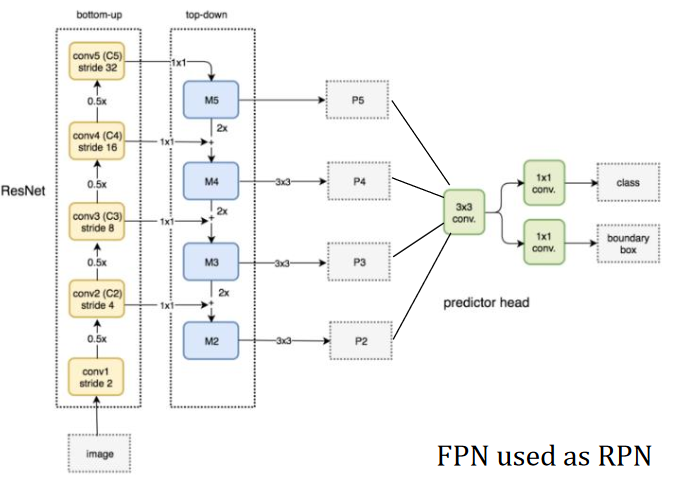 bottom-up
top-down
conv5 (C5)
stride 32
1x1
M5
P5
0.5x
2x
conv4 (C4)
stride 16
1x1
+
M4
3x3
P4
1x1
conv.
class
ResNet
0.5x
2x
conv3 (C3)
stride 8
1x1
+
3x3
conv.
M3
3x3
P3
1x1
conv.
boundary
box
0.5x
2x
conv2 (C2)
stride 4
1x1
+
predictor head
0.5x
M2
3x3
P2
conv1
stride 2
image
FPN used as RPN